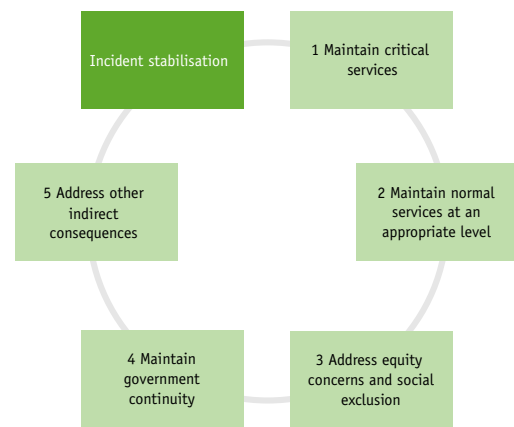 Incident stabilisation
1 Maintain critical
services
2 Maintain normal
services at an
appropriate level
3 Address equity
concerns and social
exclusion
4 Maintain
government
continuity
5 Address other
indirect
consequences